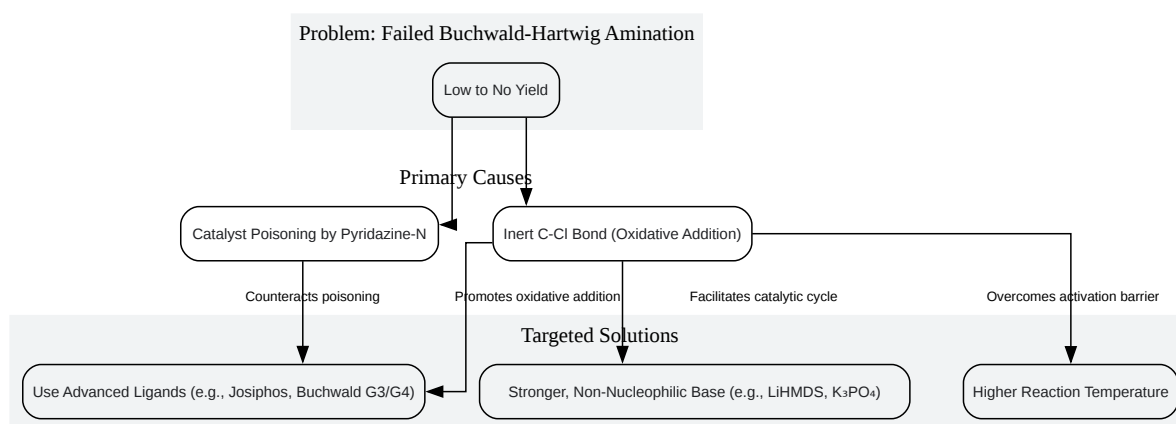 Problem: Failed Buchwald-Hartwig Amination
Low to No Yield
Primary Causes
Catalyst Poisoning by Pyridazine-N
Inert C-Cl Bond (Oxidative Addition)
Counteracts poisoning
Promotes oxidative addition
Facilitates catalytic cycle
Overcomes activation barrier
Targeted Solutions
Use Advanced Ligands (e.g., Josiphos, Buchwald G3/G4)
Stronger, Non-Nucleophilic Base (e.g., LiHMDS, K₃PO₄)
Higher Reaction Temperature